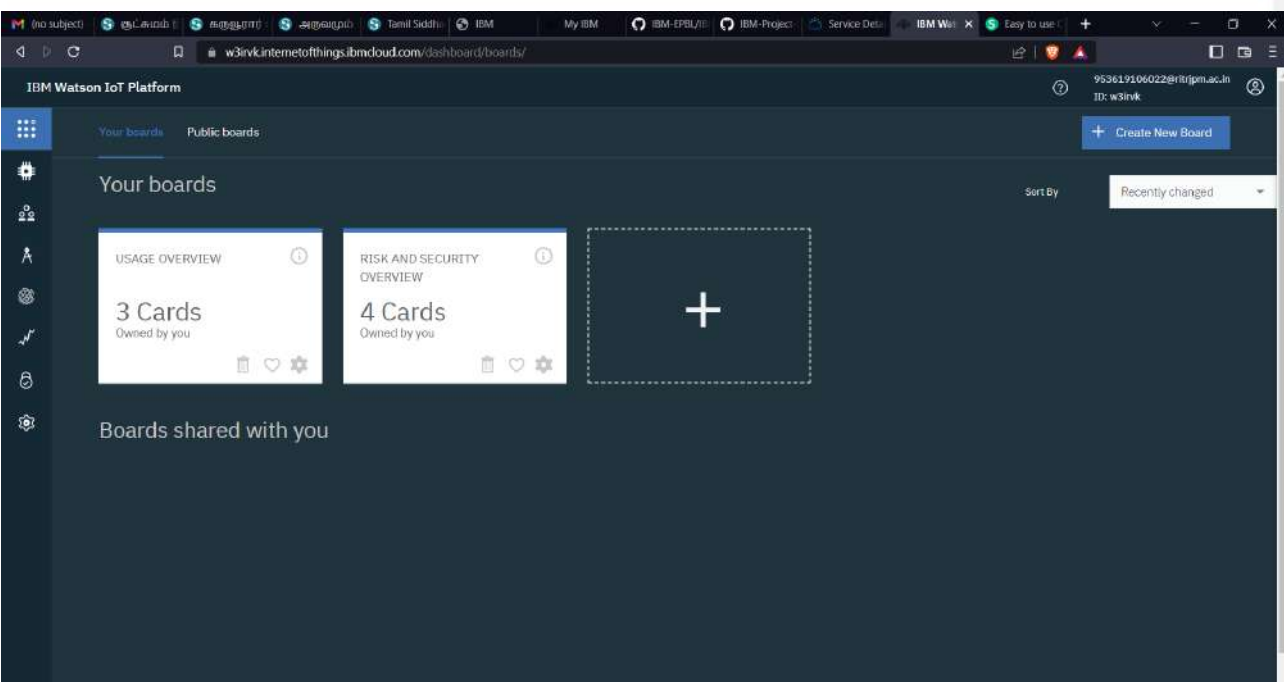 (no subject)
Tamil Siddh
IBM
My IBM
IBM-EPBL/IB
IBM-Project
Service Deta
IBM Wat
Easy to use C
w3irvk.internetofthings.ibmcloud.com/dashboard/boards/
IBM Watson IoT Platform
953619106022@ritrjpm.ac.in
ID: w3irvk
Your boards Public boards
Create New Board
Your boards
Sort By Recently changed
USAGE OVERVIEW
3 Cards
Owned by you
RISK AND SECURITY
OVERVIEW
4 Cards
Owned by you
Boards shared with you